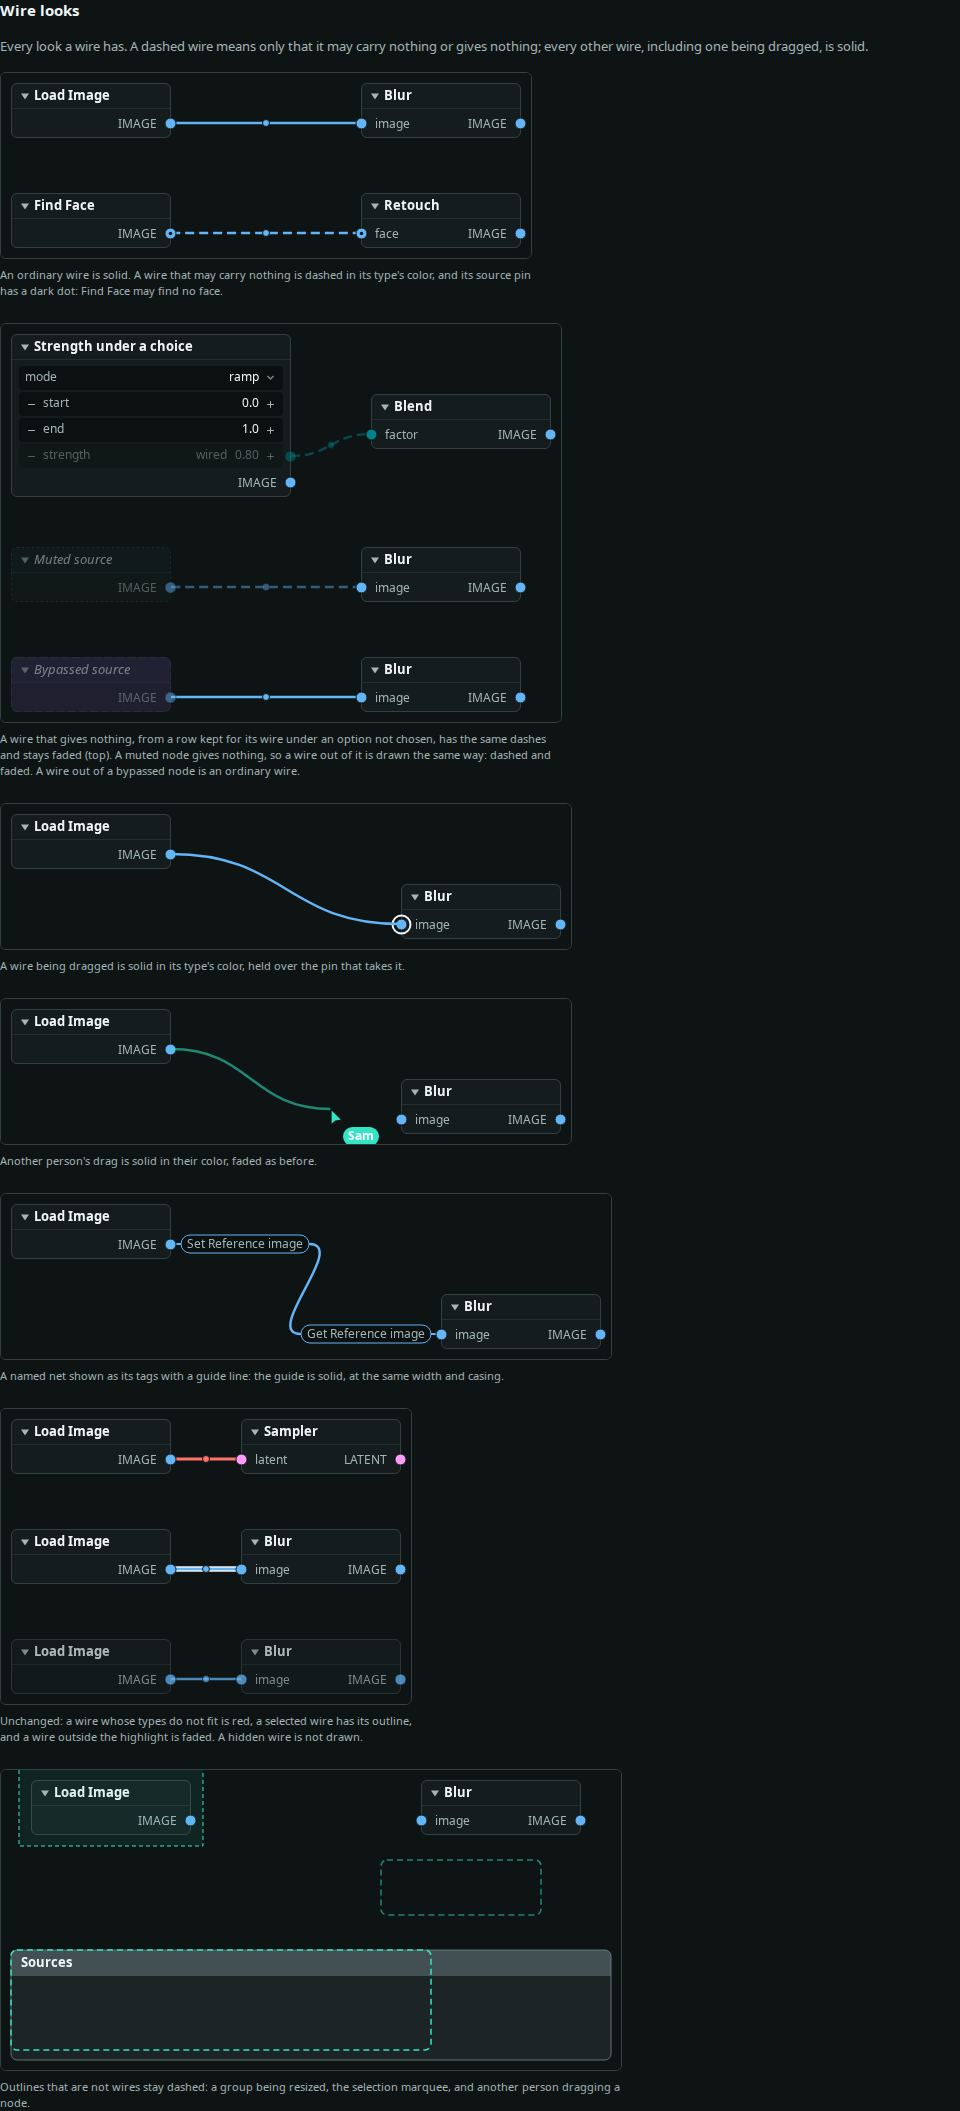 Wire looks
Every look a wire has. A dashed wire means only that it may carry nothing or gives nothing; every other wire, including one being dragged, is solid.
Load Image
Blur
IMAGE
image
IMAGE
Find Face
Retouch
IMAGE
face
IMAGE
An ordinary wire is solid. A wire that may carry nothing is dashed in its type's color, and its source pin
has a dark dot: Find Face may find no face.
Strength under a choice
mode
ramp
– start
0.0 +
– end
1.0 +
– strength
wired 0.80 +
IMAGE
Blend
factor
IMAGE
Muted source
Blur
IMAGE
image
IMAGE
Bypassed source
Blur
IMAGE
image
IMAGE
A wire that gives nothing, from a row kept for its wire under an option not chosen, has the same dashes
and stays faded (top). A muted node gives nothing, so a wire out of it is drawn the same way: dashed and
faded. A wire out of a bypassed node is an ordinary wire.
Load Image
IMAGE
Blur
image
IMAGE
A wire being dragged is solid in its type's color, held over the pin that takes it.
Load Image
IMAGE
Blur
image
IMAGE
Sam
Another person's drag is solid in their color, faded as before.
Load Image
IMAGE
Set Reference image
Blur
Get Reference image
image
IMAGE
A named net shown as its tags with a guide line: the guide is solid, at the same width and casing.
Load Image
Sampler
IMAGE
latent
LATENT
Load Image
Blur
IMAGE
image
IMAGE
Load Image
Blur
IMAGE
image
IMAGE
Unchanged: a wire whose types do not fit is red, a selected wire has its outline,
and a wire outside the highlight is faded. A hidden wire is not drawn.
Load Image
Blur
IMAGE
image
IMAGE
Sources
Outlines that are not wires stay dashed: a group being resized, the selection marquee, and another person dragging a
node.